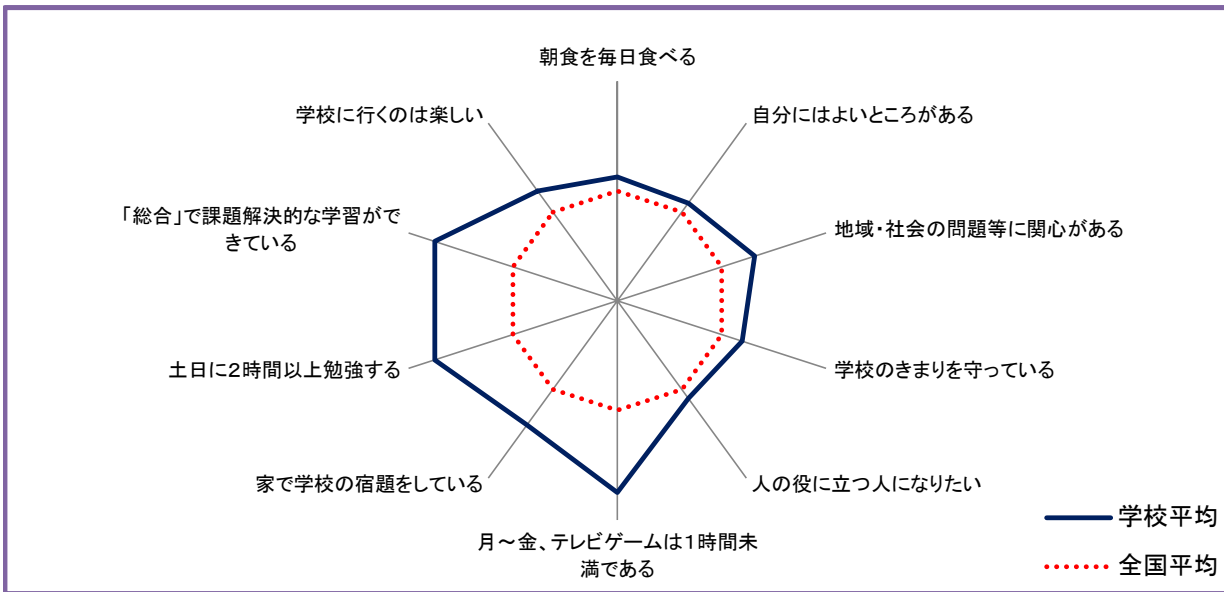 朝食を毎日食べる
自分にはよいところがある
地域・社会の問題等に関心がある
学校のきまりを守っている
人の役に立つ人になりたい
月～金、テレビゲームは１時間未
満である
家で学校の宿題をしている
土日に２時間以上勉強する
「総合」で課題解決的な学習がで
きている
学校に行くのは楽しい
学校平均
全国平均